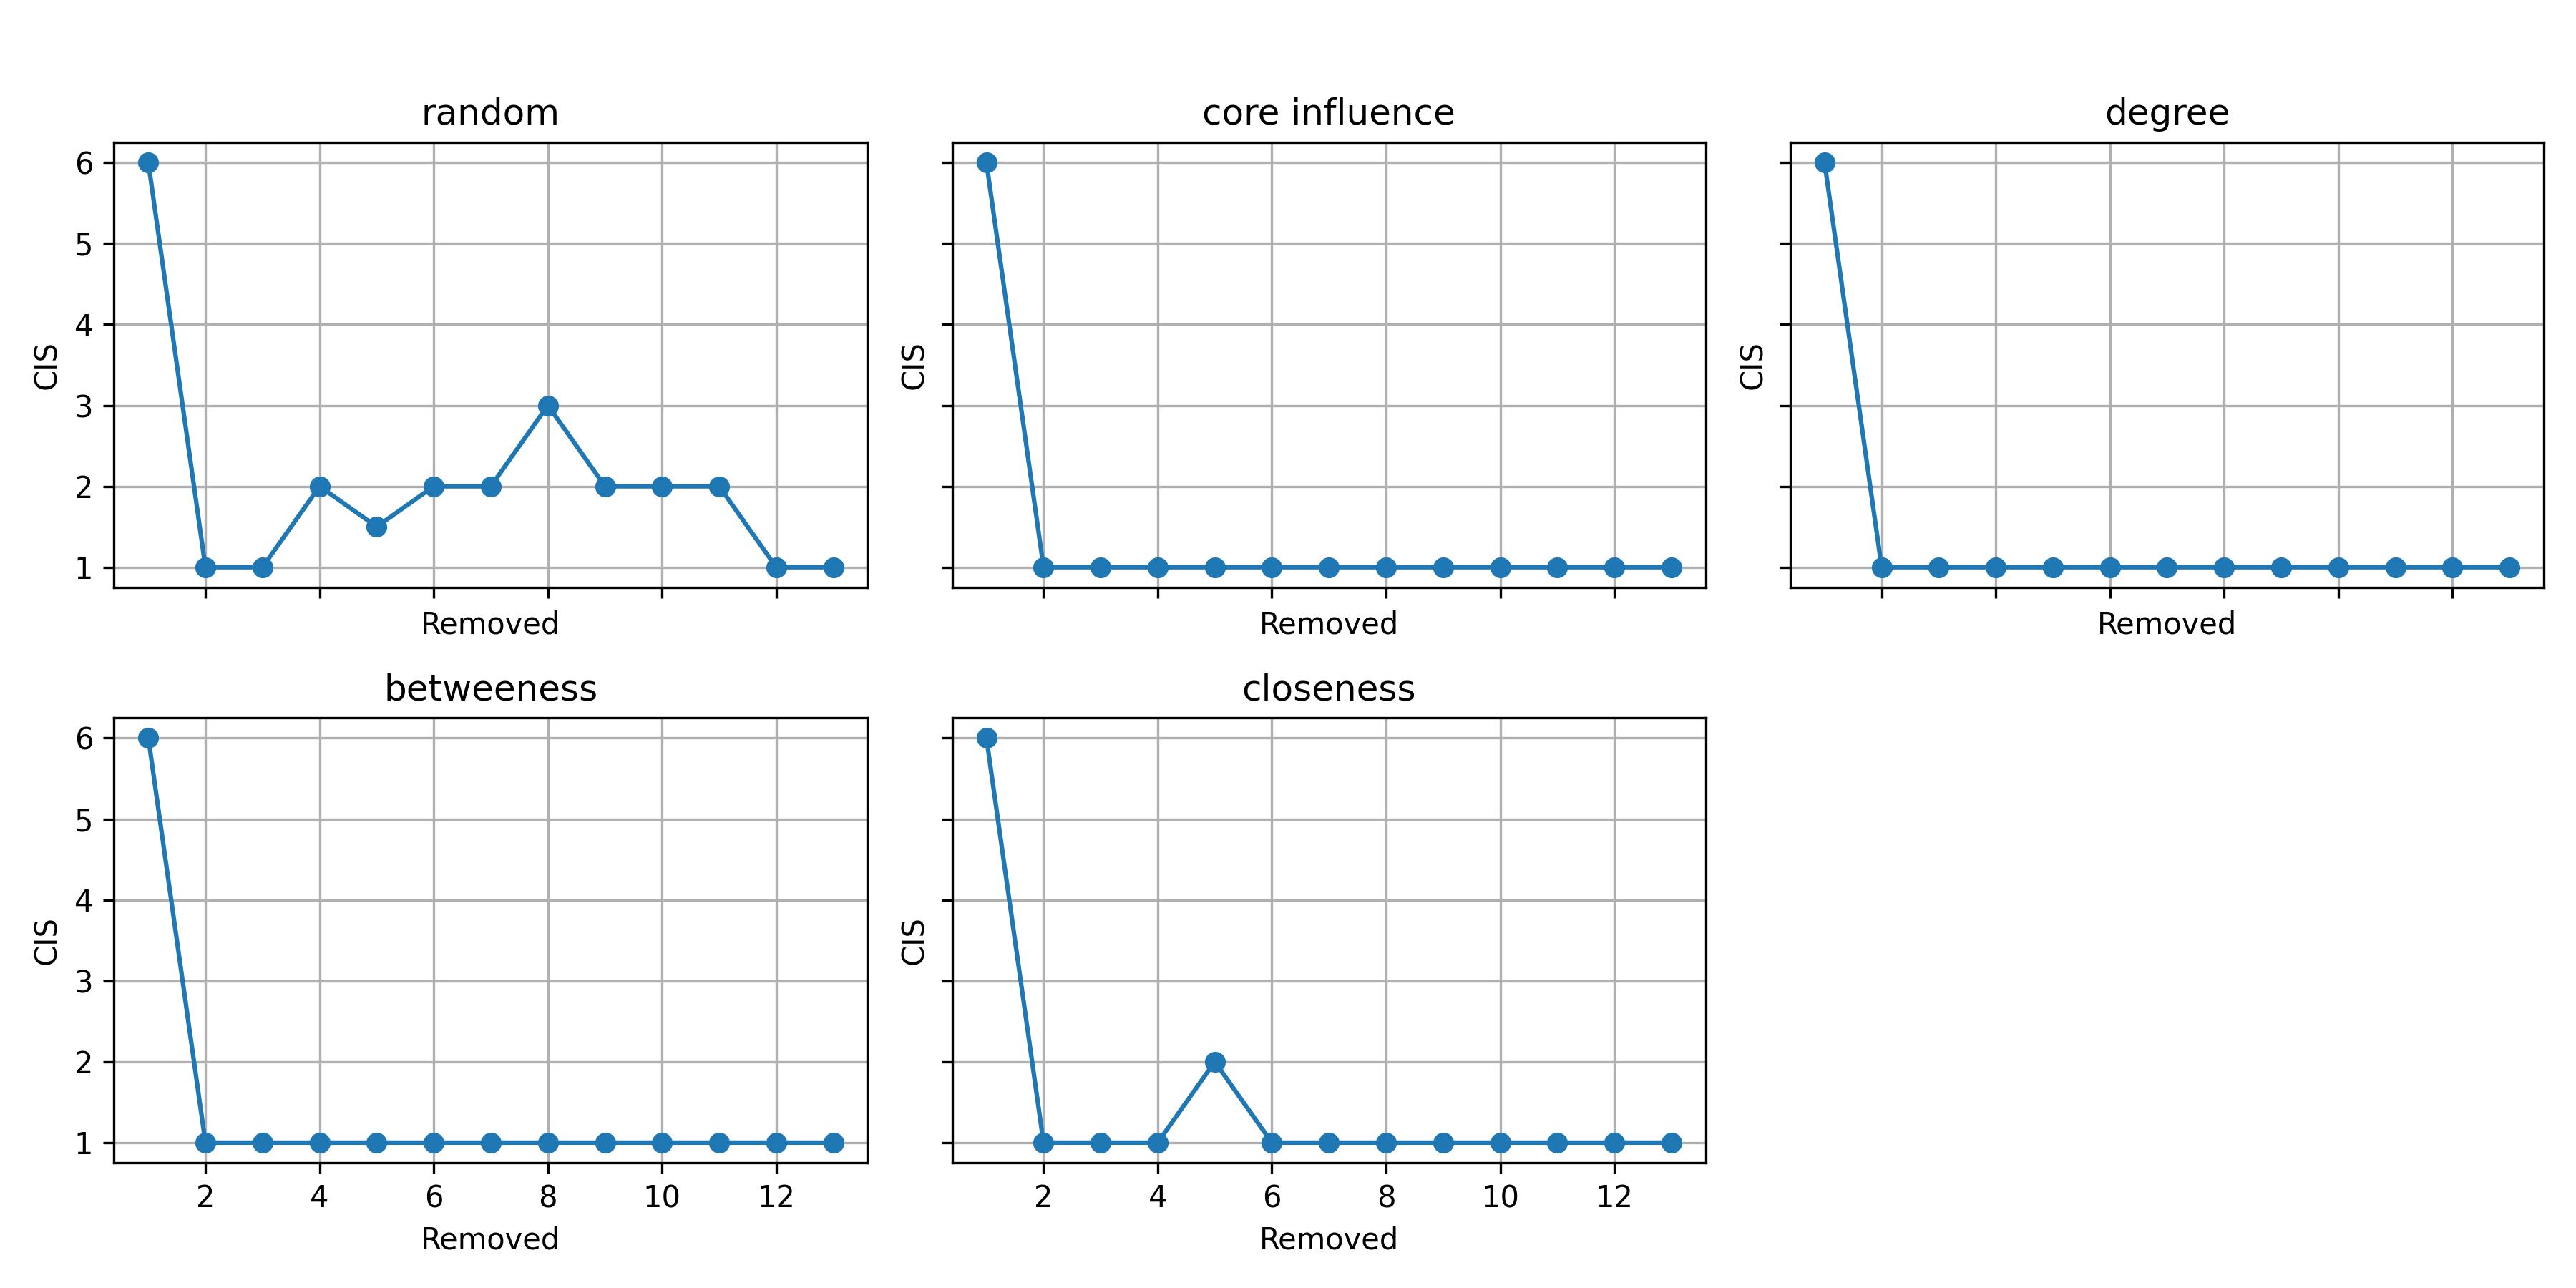 random
core influence
degree
6
5
4
3
2
1
CIS
CIS
CIS
Removed
Removed
Removed
betweeness
closeness
6
5
4
3
2
1
CIS
CIS
2 4 6 8 10 12
2 4 6 8 10 12
Removed
Removed